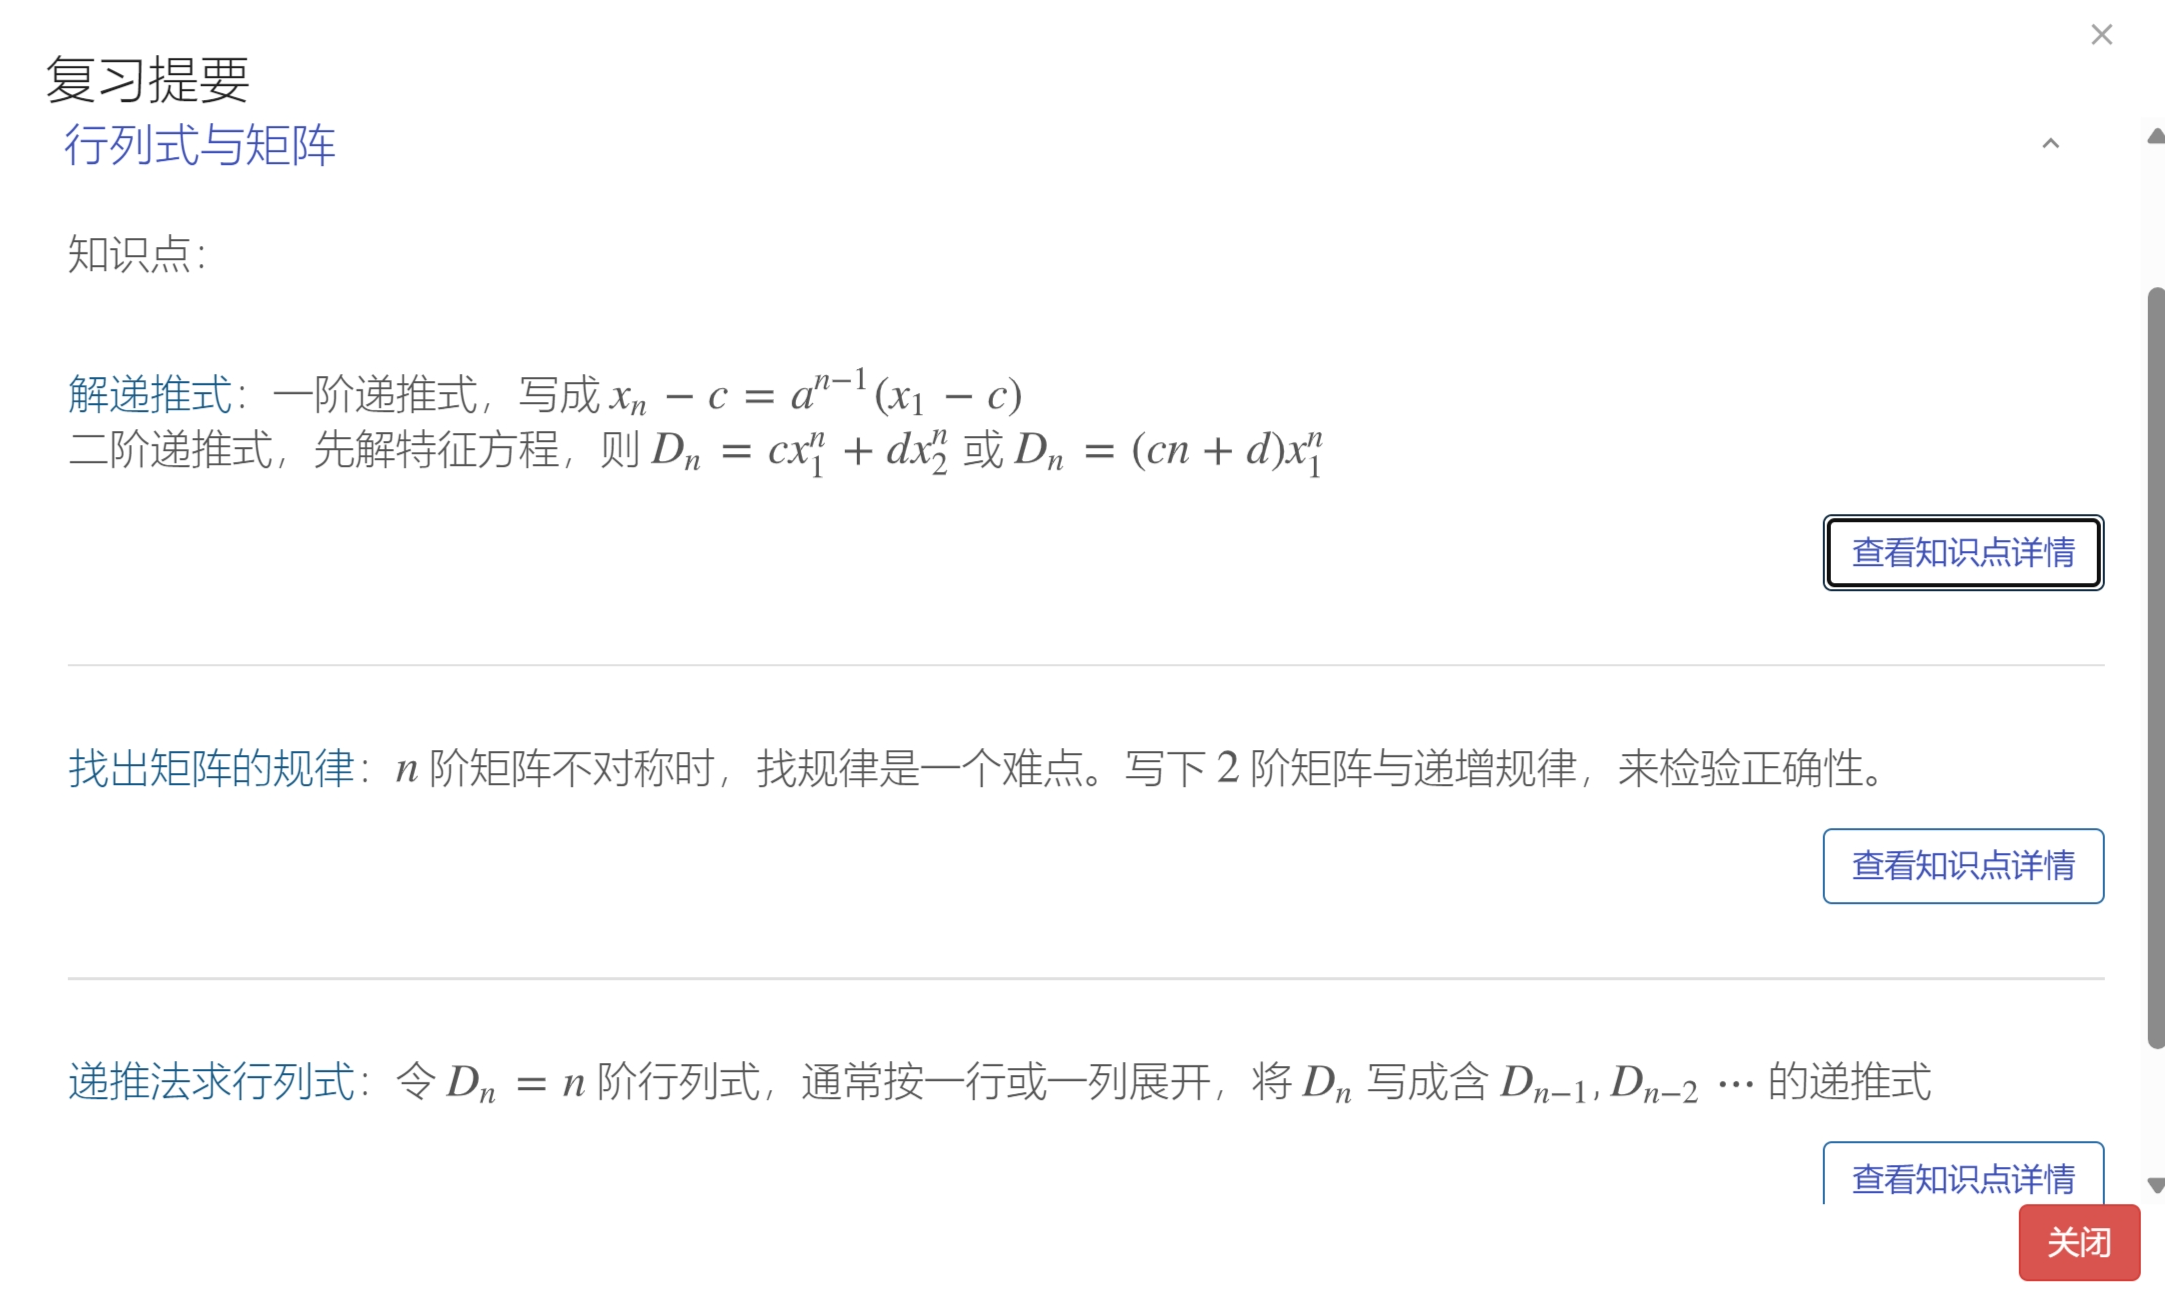 复习提要
行列式与矩阵
知识点：
解递推式：一阶递推式，写成 $x_n - c = a^{n-1}(x_1 - c)$
二阶递推式，先解特征方程，则 $D_n = cx_1^n + dx_2^n$ 或 $D_n = (cn + d)x_1^n$
查看知识点详情
找出矩阵的规律：$n$ 阶矩阵不对称时，找规律是一个难点。写下 2 阶矩阵与递增规律，来检验正确性。
查看知识点详情
递推法求行列式：令 $D_n = n$ 阶行列式，通常按一行或一列展开，将 $D_n$ 写成含 $D_{n-1}, D_{n-2} \cdots$ 的递推式
查看知识点详情
关闭